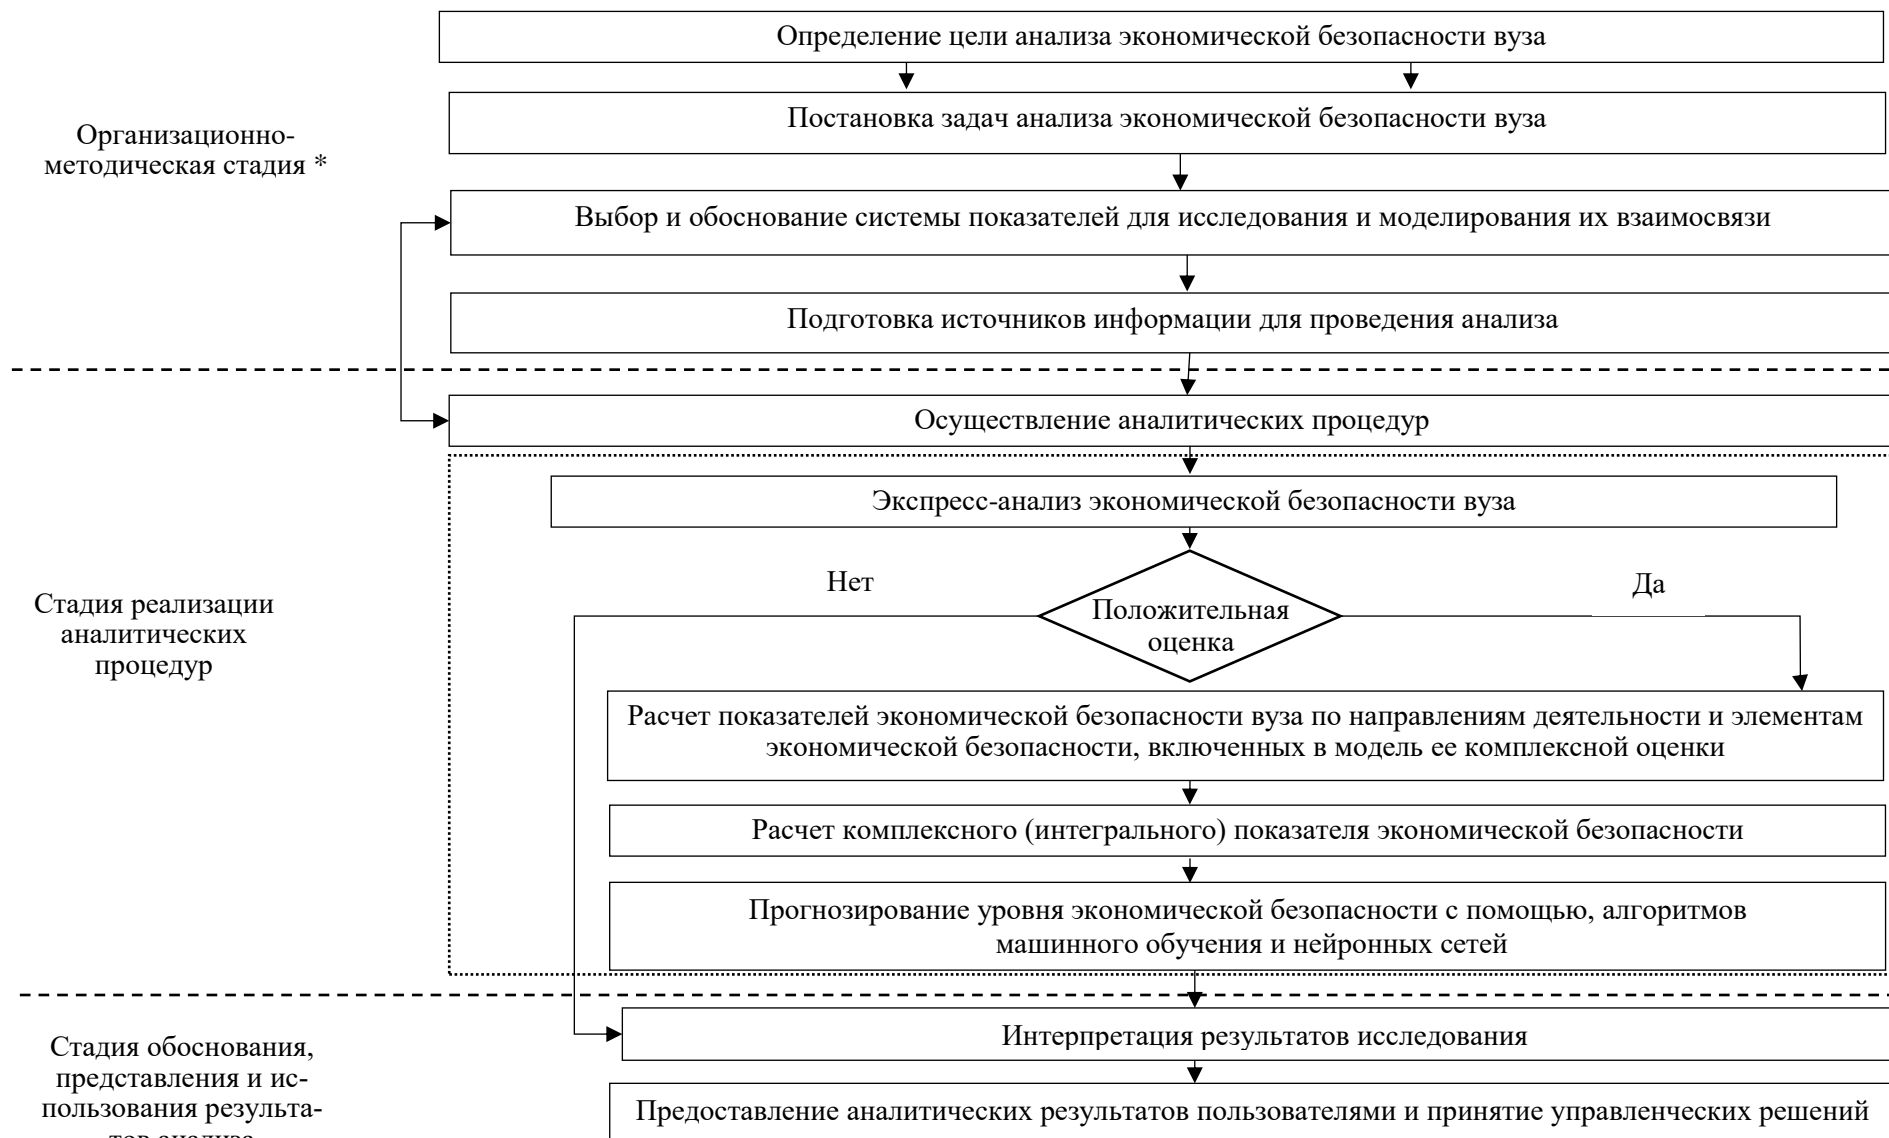 Определение цели анализа экономической безопасности вуза
Постановка задач анализа экономической безопасности вуза
Организационно-
методическая стадия *
Выбор и обоснование системы показателей для исследования и моделирования их взаимосвязи
Подготовка источников информации для проведения анализа
Осуществление аналитических процедур
Экспресс-анализ экономической безопасности вуза
Нет
Да
Положительная
оценка
Стадия реализации
аналитических
процедур
Расчет показателей экономической безопасности вуза по направлениям деятельности и элементам
экономической безопасности, включенных в модель ее комплексной оценки
Расчет комплексного (интегрального) показателя экономической безопасности
Прогнозирование уровня экономической безопасности с помощью, алгоритмов
машинного обучения и нейронных сетей
Интерпретация результатов исследования
Стадия обоснования,
представления и ис-
пользования результа-
тов анализа
Предоставление аналитических результатов пользователями и принятие управленческих решений